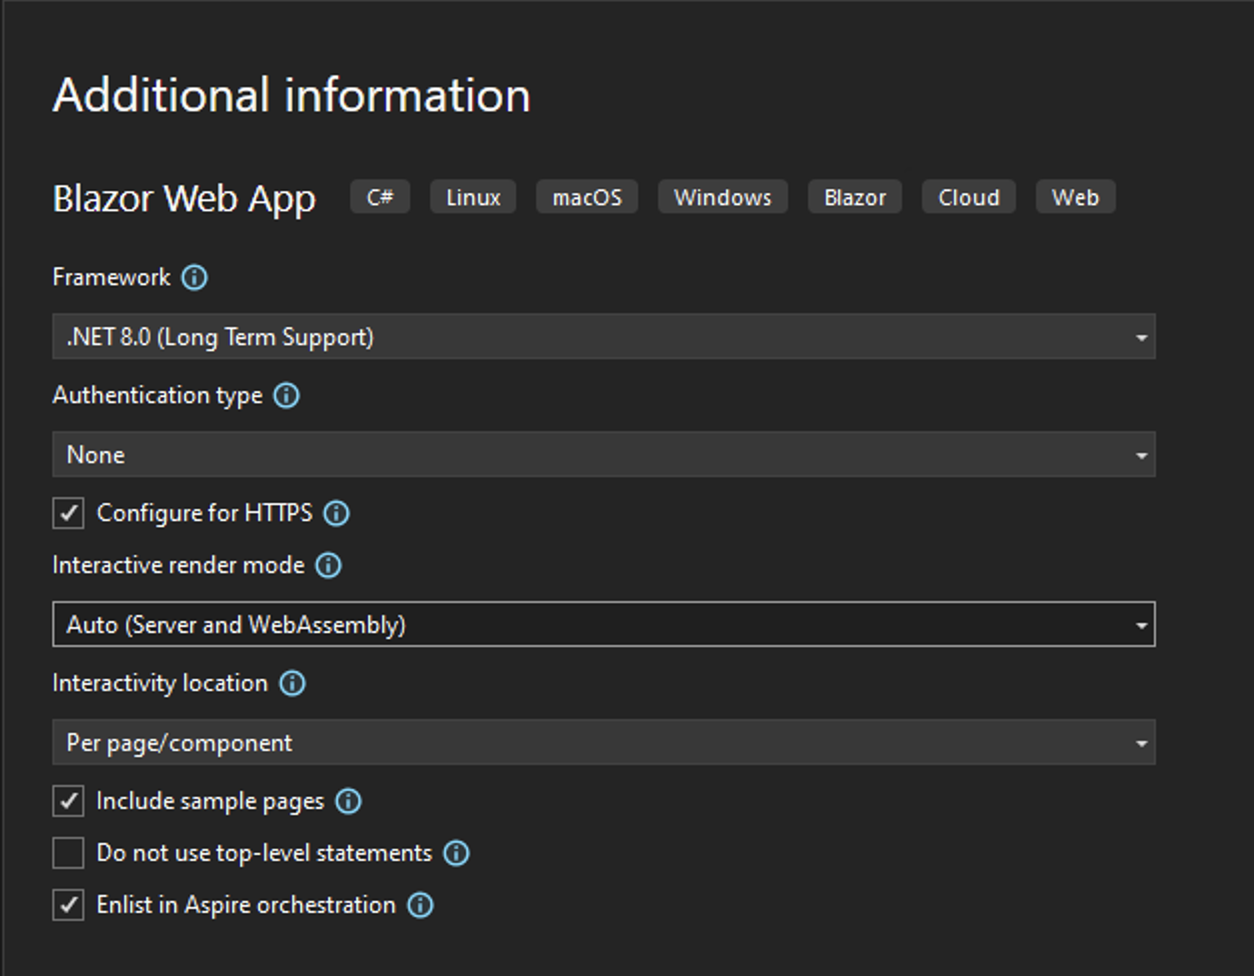 Additional information
Blazor Web App C# Linux macOS Windows Blazor Cloud Web
Framework
.NET 8.0 (Long Term Support)
Authentication type
None
Configure for HTTPS
Interactive render mode
Auto (Server and WebAssembly)
Interactivity location
Per page/component
Include sample pages
Do not use top-level statements
Enlist in Aspire orchestration